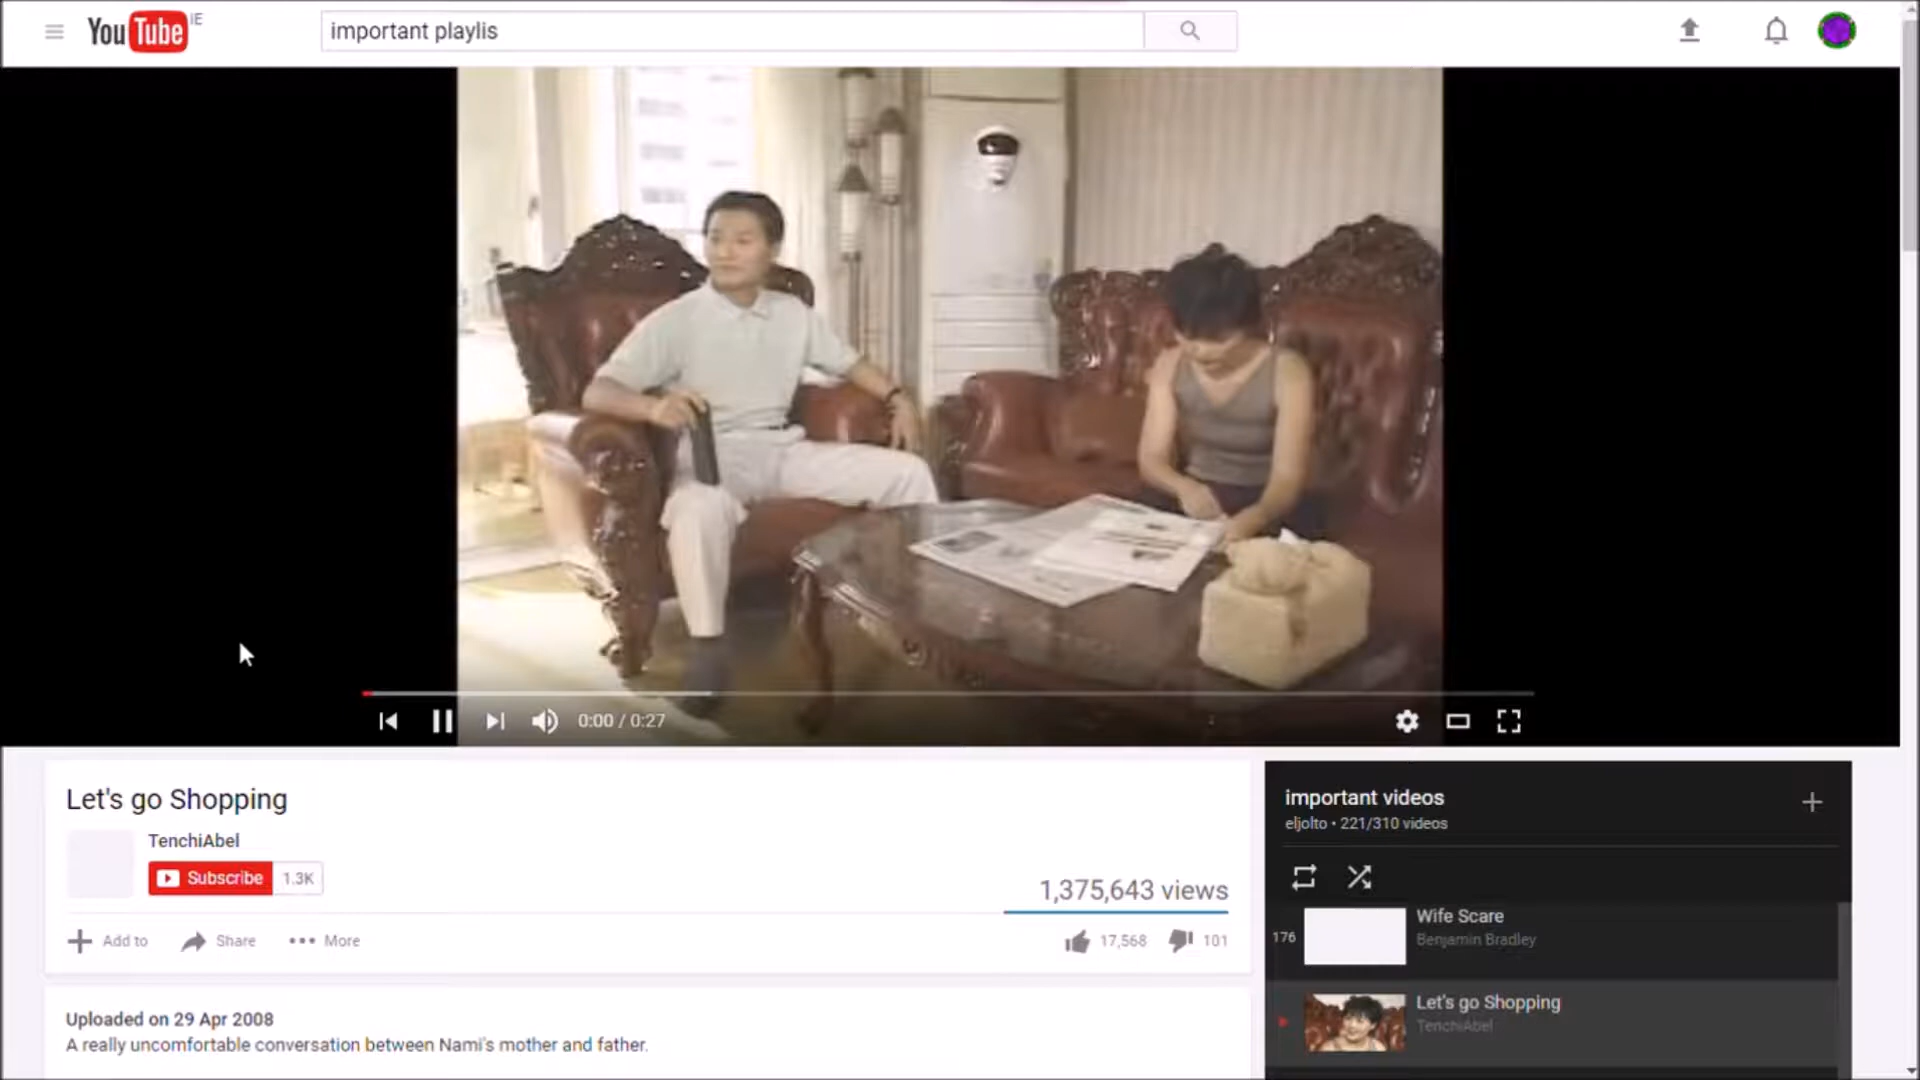 YouTube IE
important playlis
0:00 / 0:27
Let's go Shopping
TenchiAbel
Subscribe 1.3K
1,375,643 views
Add to Share More
17,568 101
Uploaded on 29 Apr 2008
A really uncomfortable conversation between Nami's mother and father.
important videos
eljolto • 221/310 videos
176
Wife Scare
Benjamin Bradley
Let's go Shopping
TenchiAbel